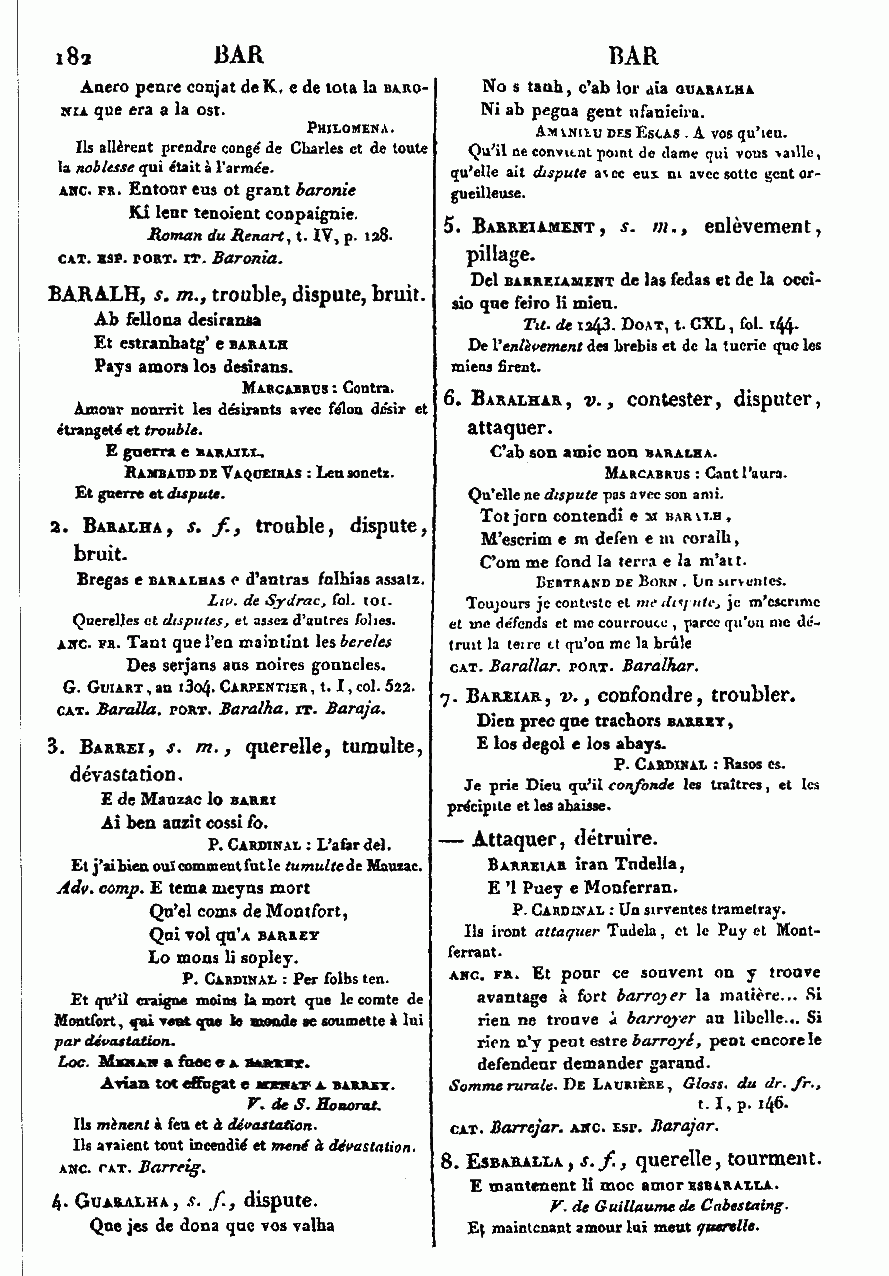 182 BAR BAR
Anero penre conjat de K. e de tota la BARO-
NIA que era a la ost.
PHILOMENA.
Ils allèrent prendre congé de Charles et de toute
la noblesse qui était à l'armée.
ANC. FR. Entour eus ot grant baronie
Ki leur tenoient conpaignie.
Roman du Renart, t. IV, p. 128.
CAT. ESP. PORT. IT. Baronia.
BARALH, s. m., trouble, dispute, bruit.
Ab fellona desiransa
Et estranhatg' e BARALH
Pays amors los desirans.
MARCABRUS : Contra.
Amour nourrit les désirants avec félon désir et
étrangeté et trouble.
E guerra e BARAILL.
RAMBAUD DE VAQUEIRAS : Leu sonetz.
Et guerre et dispute.
2. BARALHA, s. f., trouble, dispute,
bruit.
Bregas e BARALHAS e d'autras folhias assatz.
Liv. de Sydrac, fol. 101.
Querelles et disputes, et assez d'autres folies.
ANC. FR. Tant que l'en maintint les bereles
Des serjans aus noires gonneles.
G. GUIART, an 1304. CARPENTIER, t. I, col. 522.
CAT. Baralla. PORT. Baralha. IT. Baraja.
3. BARREI, s. m., querelle, tumulte,
dévastation.
E de Mauzac lo BARREI
Ai ben auzit cossi fo.
P. CARDINAL : L'afar del.
Et j'ai bien ouï comment fut le tumulte de Mauzac.
Adv. comp. E tema meyns mort
Qu'el coms de Montfort,
Qui vol qu'A BARREY
Lo mons li sopley.
P. CARDINAL : Per folhs ten.
Et qu'il craigne moins la mort que le comte de
Montfort, qui veut que le monde se soumette à lui
par dévastation.
Loc. MENAN a fuec e A BARREY.
Avian tot effugat e MENAT A BARREY.
V. de S. Honorat.
Ils mènent à feu et à dévastation.
Ils avaient tout incendié et mené à dévastation.
ANC. CAT. Barreig.
4. GUARALHA, s. f., dispute.
Que jes de dona que vos valha
No s tanh, c'ab lor aia GUARALHA
Ni ab pegna gent ufanieira.
AMANIEU DES ESCAS. A vos qu'ieu.
Qu'il ne convient point de dame qui vous vaille,
qu'elle ait dispute avec eux ni avec sotte gent or-
gueilleuse.
5. BARREIAMENT, s. m., enlèvement,
pillage.
Del BARREIAMENT de las fedas et de la occi-
sio que feiro li mieu.
Tit. de 1243. DOAT, t. CXL, fol. 144.
De l'enlèvement des brebis et de la tuerie que les
miens firent.
6. BARALHAR, v., contester, disputer,
attaquer.
C'ab son amic non BARALHA.
MARCABRUS : Cant l'aura.
Qu'elle ne dispute pas avec son ami.
Tot jorn contendi e M BARALH,
M'escrim e m defen e m coralh,
C'om me fond la terra e la m'art.
BERTRAND DE BORN. Un sirventes.
Toujours je conteste et me dispute, je m'escrime
et me défends et me courrouce, parce qu'on me dé-
truit la terre et qu'on me la brûle
CAT. Barallar. PORT. Baralhar.
7. BAREIAR, v., confondre, troubler.
Dieu prec que trachors BARREY,
E los degol e los abays.
P. CARDINAL : Rasos es.
Je prie Dieu qu'il confonde les traîtres, et les
précipite et les abaisse.
— Attaquer, détruire.
BARREIAR iran Tudella,
E 'l Puey e Monferran.
P. CARDINAL : Un sirventes trametray.
Ils iront attaquer Tudela, et le Puy et Mont-
ferrant.
ANC. FR. Et pour ce souvent on y trouve
avantage à fort barroyer la matière... Si
rien ne trouve à barroyer au libelle... Si
rien n'y peut estre barroyé, peut encore le
defendeur demander garand.
Somme rurale. DE LAURIÈRE, Gloss. du dr. fr.,
t. I, p. 146.
CAT. Barrejar. ANC. ESP. Barajar.
8. ESBARALLA, s. f., querelle, tourment.
E mantenent li moc amor ESBARALLA.
V. de Guillaume de Cabestaing.
Et maintenant amour lui meut querelle.